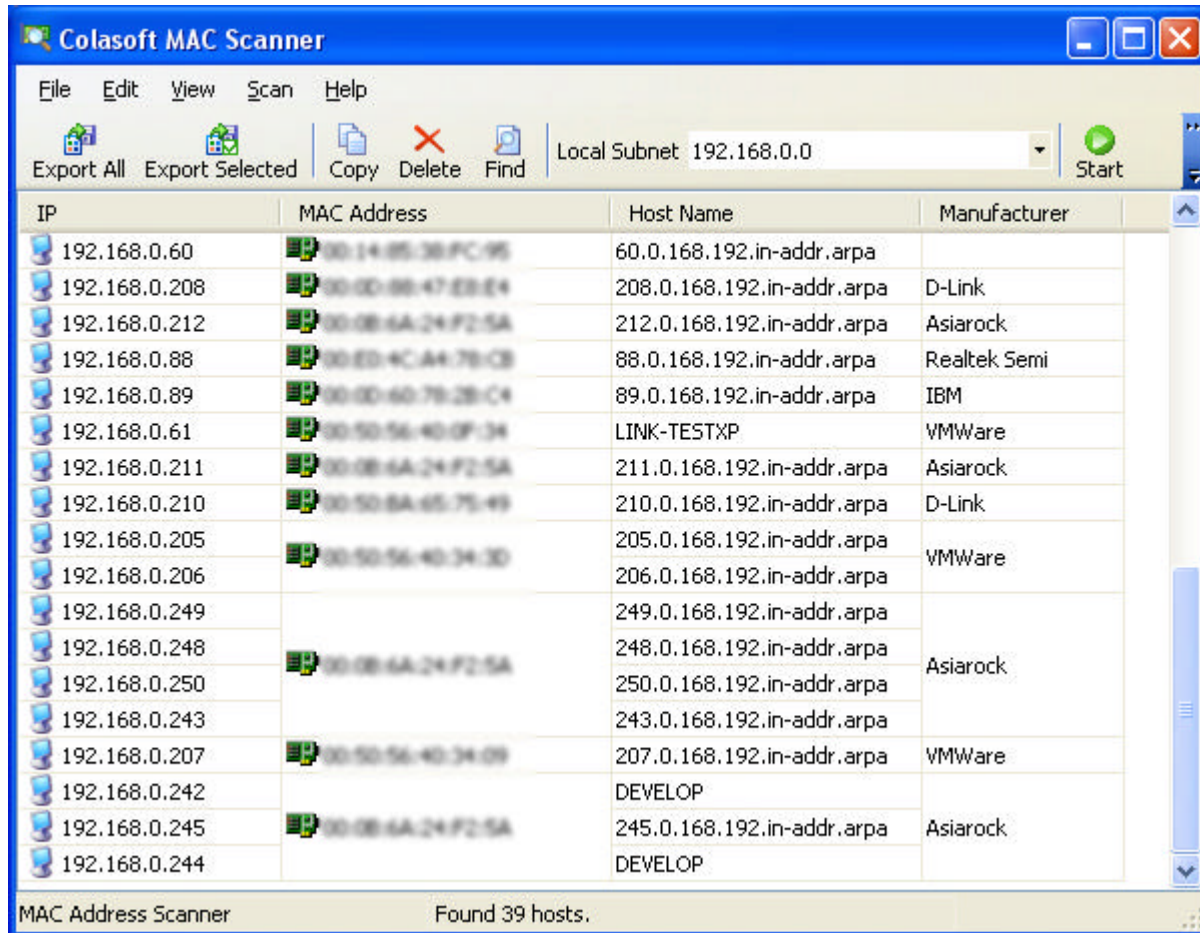 Colasoft MAC Scanner
File Edit View Scan Help
Export All Export Selected Copy Delete Find Local Subnet 192.168.0.0 Start
IP MAC Address Host Name Manufacturer
192.168.0.60 60.0.168.192.in-addr.arpa
192.168.0.208 208.0.168.192.in-addr.arpa D-Link
192.168.0.212 212.0.168.192.in-addr.arpa Asiarock
192.168.0.88 88.0.168.192.in-addr.arpa Realtek Semi
192.168.0.89 89.0.168.192.in-addr.arpa IBM
192.168.0.61 LINK-TESTXP VMWare
192.168.0.211 211.0.168.192.in-addr.arpa Asiarock
192.168.0.210 210.0.168.192.in-addr.arpa D-Link
192.168.0.205 205.0.168.192.in-addr.arpa VMWare
192.168.0.206 206.0.168.192.in-addr.arpa
192.168.0.249 249.0.168.192.in-addr.arpa
192.168.0.248 248.0.168.192.in-addr.arpa Asiarock
192.168.0.250 250.0.168.192.in-addr.arpa
192.168.0.243 243.0.168.192.in-addr.arpa
192.168.0.207 207.0.168.192.in-addr.arpa VMWare
192.168.0.242 DEVELOP
192.168.0.245 245.0.168.192.in-addr.arpa Asiarock
192.168.0.244 DEVELOP
MAC Address Scanner Found 39 hosts.